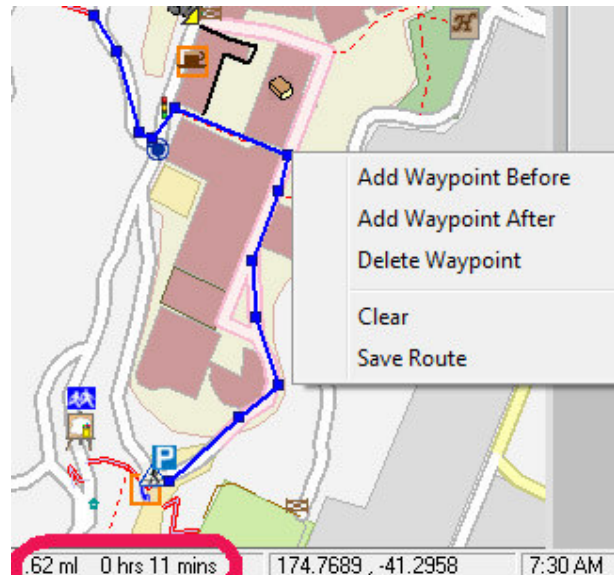 H
Add Waypoint Before
Add Waypoint After
Delete Waypoint
Clear
Save Route
P
.62 ml 0 hrs 11 mins 174.7689 , -41.2958 7:30 AM